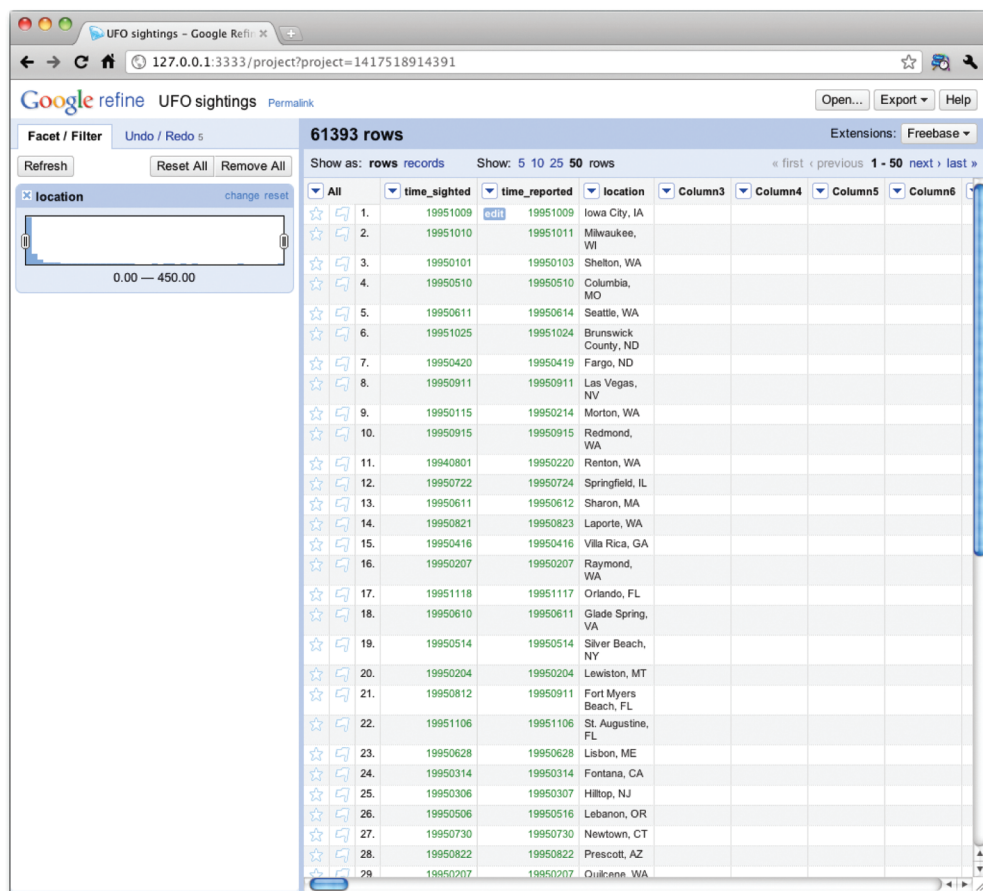 UFO sightings – Google Refin
127.0.0.1:3333/project?project=1417518914391
Google refine UFO sightings Permalink Open... Export Help
Facet / Filter Undo / Redo 5 61393 rows Extensions: Freebase
Refresh Reset All Remove All Show as: rows records Show: 5 10 25 50 rows « first ‹ previous 1 - 50 next › last »
location change reset
0.00 — 450.00
All time_sighted time_reported location Column3 Column4 Column5 Column6
1. 19951009 edit 19951009 Iowa City, IA
2. 19951010 19951011 Milwaukee,
WI
3. 19950101 19950103 Shelton, WA
4. 19950510 19950510 Columbia,
MO
5. 19950611 19950614 Seattle, WA
6. 19951025 19951024 Brunswick
County, ND
7. 19950420 19950419 Fargo, ND
8. 19950911 19950911 Las Vegas,
NV
9. 19950115 19950214 Morton, WA
10. 19950915 19950915 Redmond,
WA
11. 19940801 19950220 Renton, WA
12. 19950722 19950724 Springfield, IL
13. 19950611 19950612 Sharon, MA
14. 19950821 19950823 Laporte, WA
15. 19950416 19950416 Villa Rica, GA
16. 19950207 19950207 Raymond,
WA
17. 19951118 19951117 Orlando, FL
18. 19950610 19950611 Glade Spring,
VA
19. 19950514 19950514 Silver Beach,
NY
20. 19950204 19950204 Lewiston, MT
21. 19950812 19950911 Fort Myers
Beach, FL
22. 19951106 19951106 St. Augustine,
FL
23. 19950628 19950628 Lisbon, ME
24. 19950314 19950314 Fontana, CA
25. 19950306 19950307 Hilltop, NJ
26. 19950506 19950516 Lebanon, OR
27. 19950730 19950730 Newtown, CT
28. 19950822 19950822 Prescott, AZ
29 19950207 19950207 Quilcene, WA